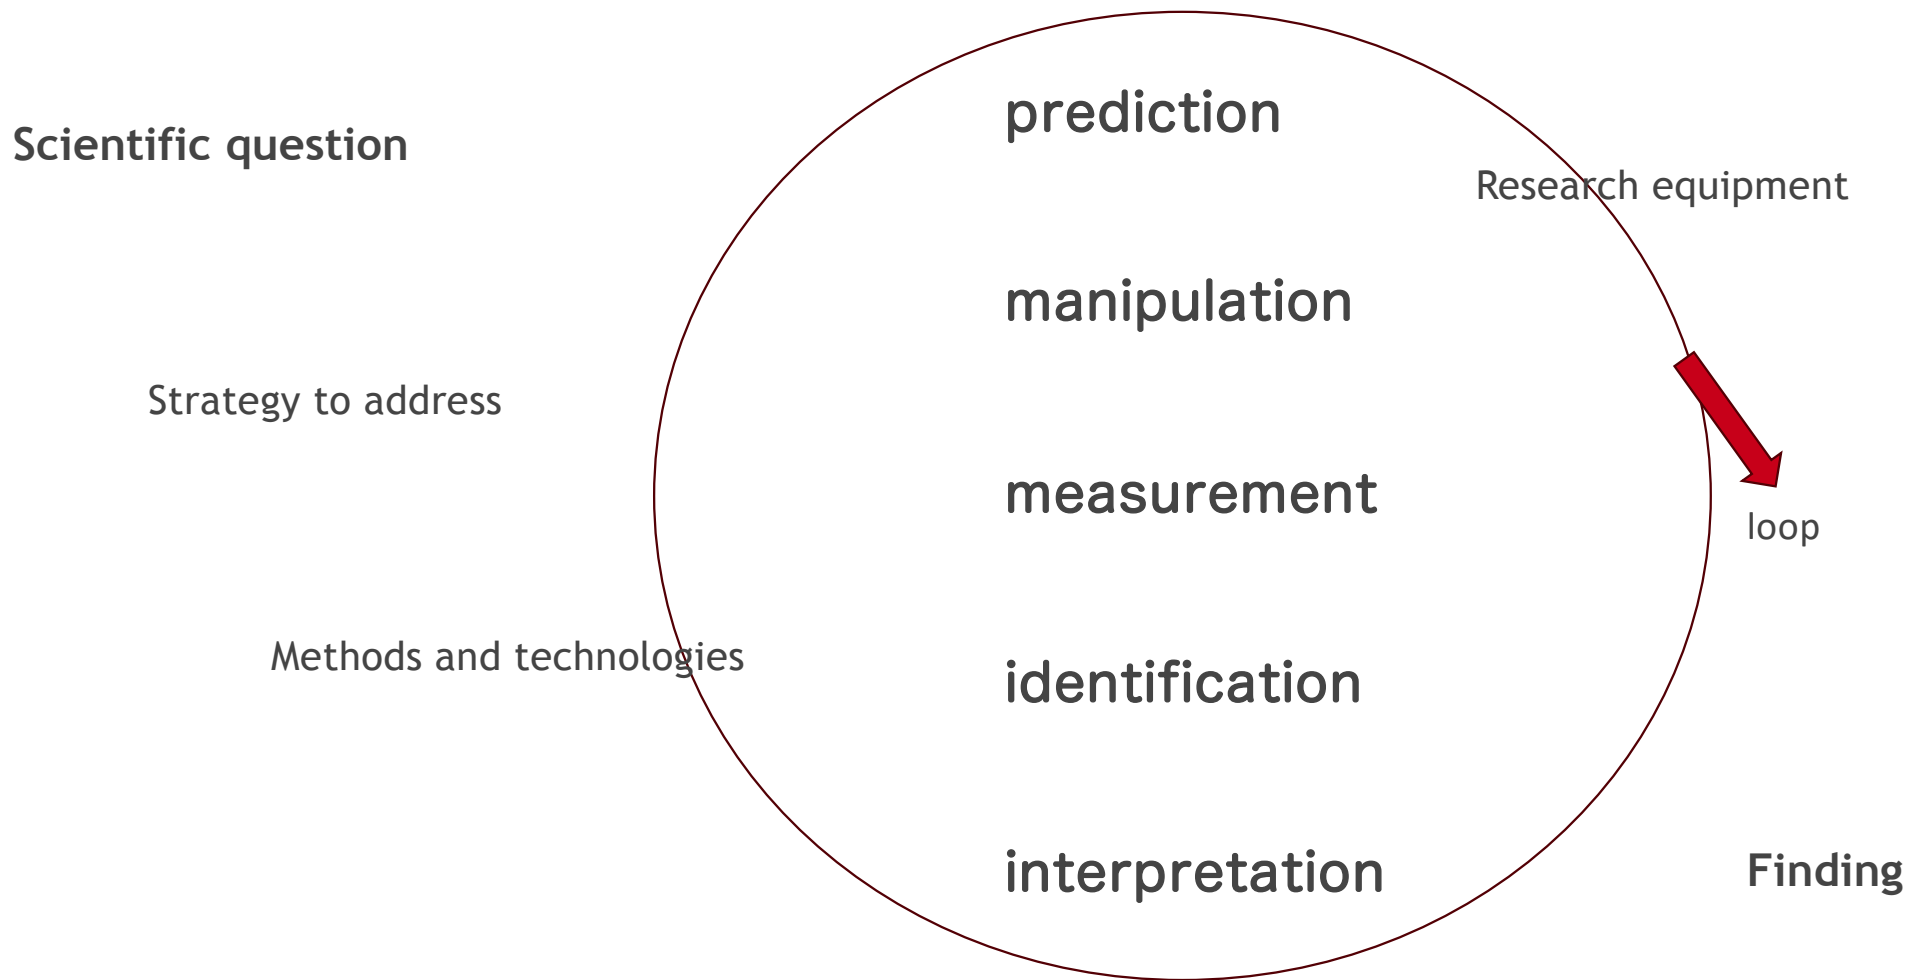 Scientific question
Strategy to address
Methods and technologies
prediction
manipulation
measurement
identification
interpretation
Research equipment
loop
Finding